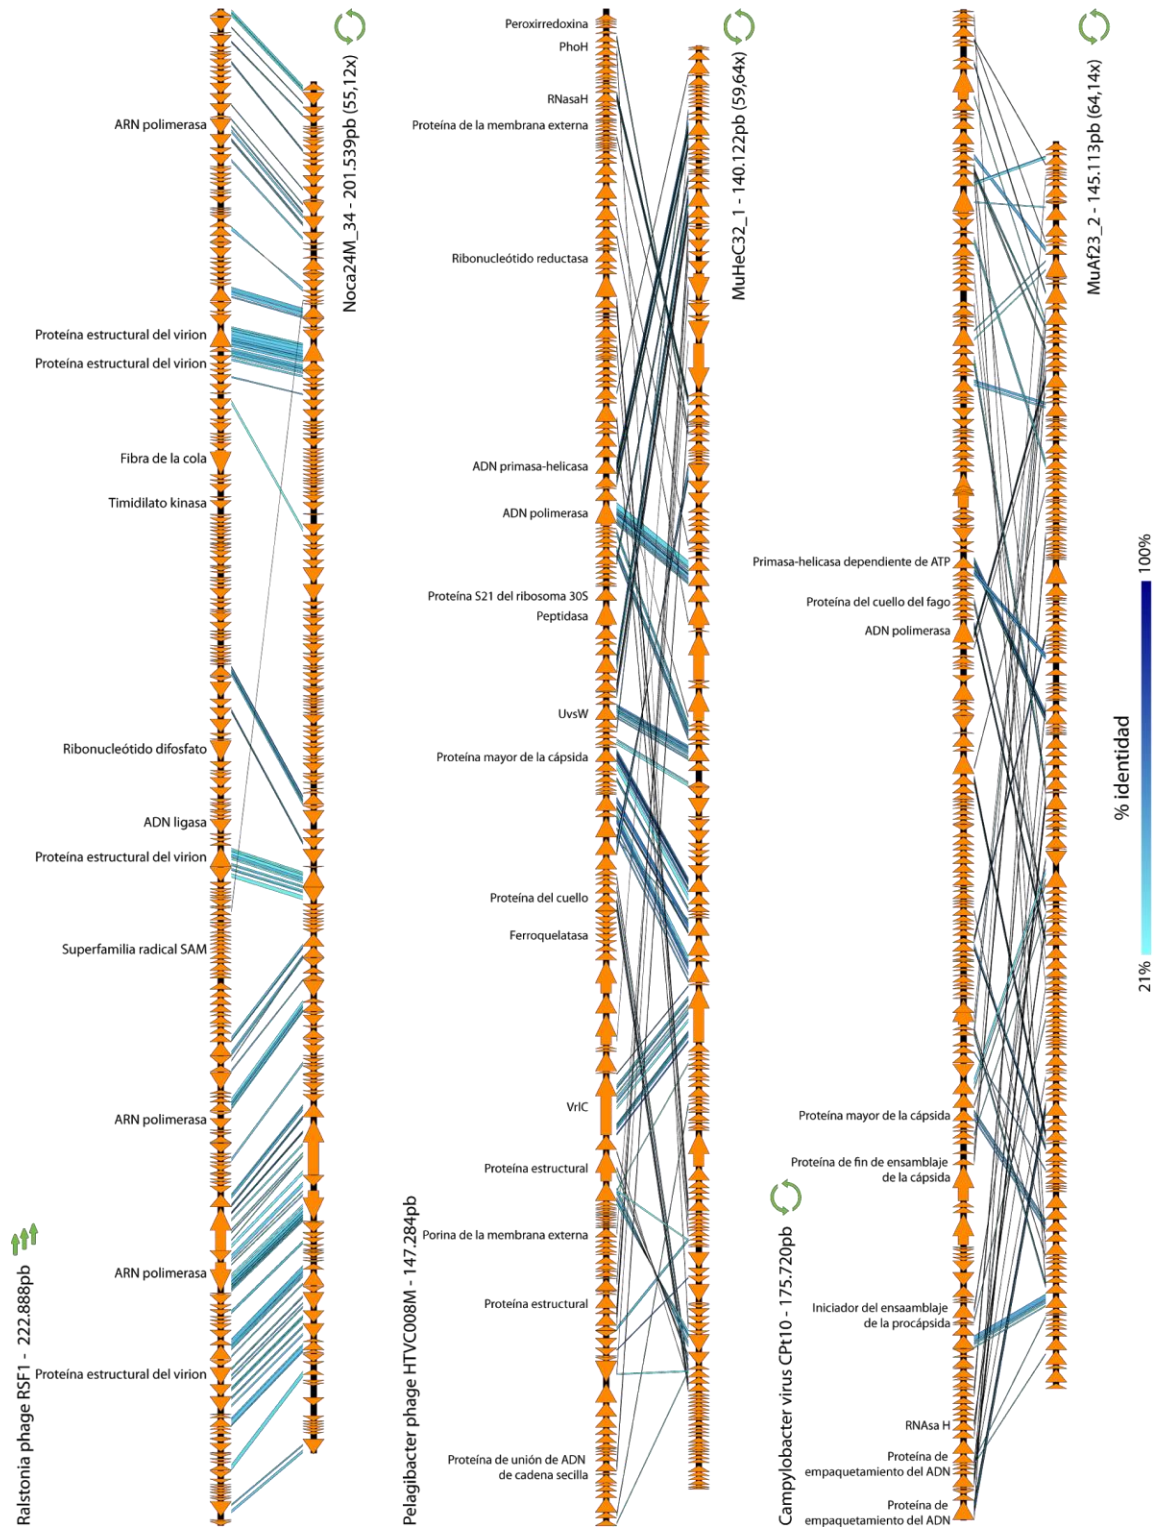 Ralstonia phage RSF1 - 222.888pb
ARN polimerasa
Proteína estructural del virion
Proteína estructural del virion
Fibra de la cola
Timidilato kinasa
Ribonucleótido difosfato
ADN ligasa
Proteína estructural del virion
Superfamilia radical SAM
ARN polimerasa
ARN polimerasa
Proteína estructural del virion
Noca24M_34 - 201.539pb (55,12x)
Pelagibacter phage HTVC008M - 147.284pb
Peroxirredoxina
PhoH
RNasaH
Proteína de la membrana externa
Ribonucleótido reductasa
ADN primasa-helicasa
ADN polimerasa
Proteína S21 del ribosoma 30S
Peptidasa
UvsW
Proteína mayor de la cápsida
Proteína del cuello
Ferroquelatasa
VrlC
Proteína estructural
Porina de la membrana externa
Proteína estructural
Proteína de unión de ADN
de cadena secilla
MuHeC32_1 - 140.122pb (59,64x)
Campylobacter virus CPt10 - 175.720pb
Primasa-helicasa dependiente de ATP
Proteína del cuello del fago
ADN polimerasa
Proteína mayor de la cápsida
Proteína de fin de ensamblaje
de la cápsida
Iniciador del ensaamblaje
de la procápsida
RNAsa H
Proteína de
empaquetamiento del ADN
Proteína de
empaquetamiento del ADN
MuAf23_2 - 145.113pb (64,14x)
% identidad
21%
100%